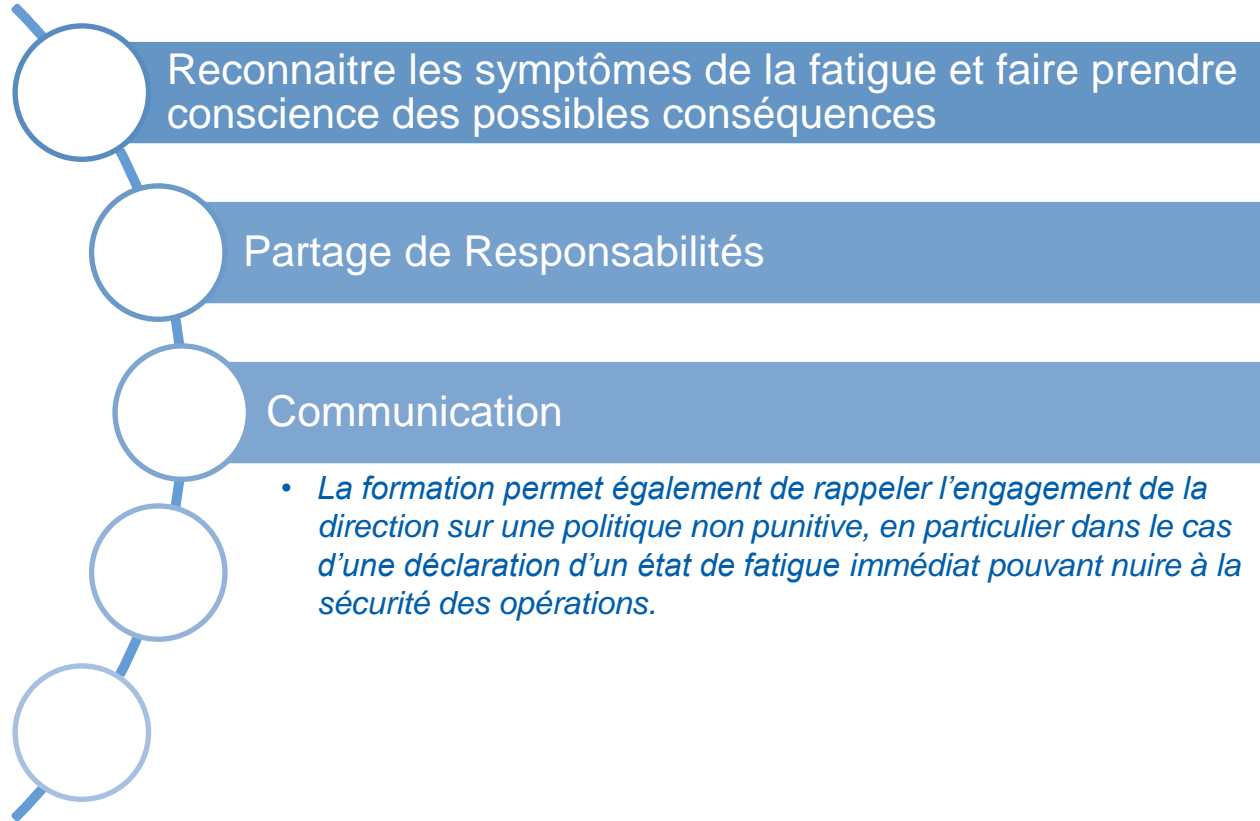 Reconnaitre les symptômes de la fatigue et faire prendre
conscience des possibles conséquences
Partage de Responsabilités
Communication
• La formation permet également de rappeler l’engagement de la
direction sur une politique non punitive, en particulier dans le cas
d’une déclaration d’un état de fatigue immédiat pouvant nuire à la
sécurité des opérations.